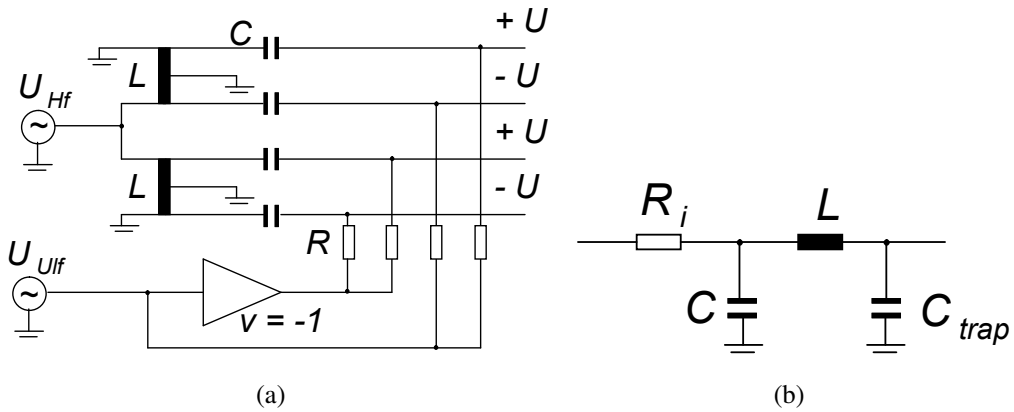 C
+ U
L
- U
U Hf
+ U
L
- U
R
U Ulf
v = -1
(a)
R i
L
C
C trap
(b)